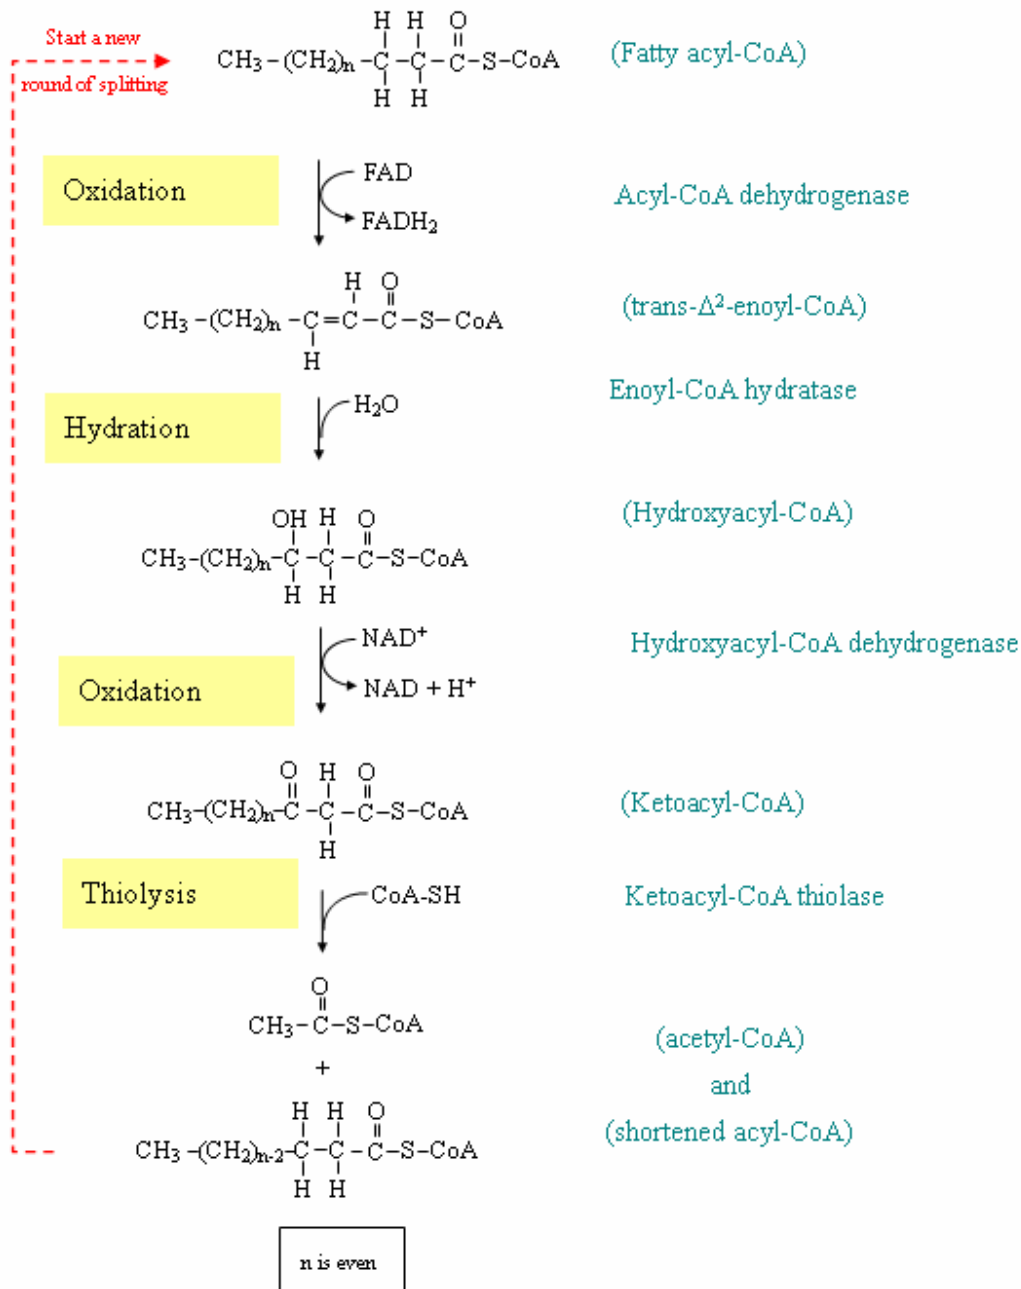 Start a new
round of splitting
H H O
CH₃-(CH₂)ₙ-C-C-C-S-CoA
H H
(Fatty acyl-CoA)
Oxidation
FAD
FADH₂
Acyl-CoA dehydrogenase
H O
CH₃-(CH₂)ₙ-C=C-C-S-CoA
H
(trans-Δ²-enoyl-CoA)
Enoyl-CoA hydratase
Hydration
H₂O
(Hydroxyacyl-CoA)
OH H O
CH₃-(CH₂)ₙ-C-C-C-S-CoA
H H
NAD⁺
Hydroxyacyl-CoA dehydrogenase
Oxidation
NAD + H⁺
O H O
CH₃-(CH₂)ₙC-C-C-S-CoA
H
(Ketoacyl-CoA)
Thiolysis
CoA-SH
Ketoacyl-CoA thiolase
O
CH₃-C-S-CoA
(acetyl-CoA)
+
and
H H O
CH₃-(CH₂)ₙ₋₂-C-C-C-S-CoA
H H
(shortened acyl-CoA)
n is even